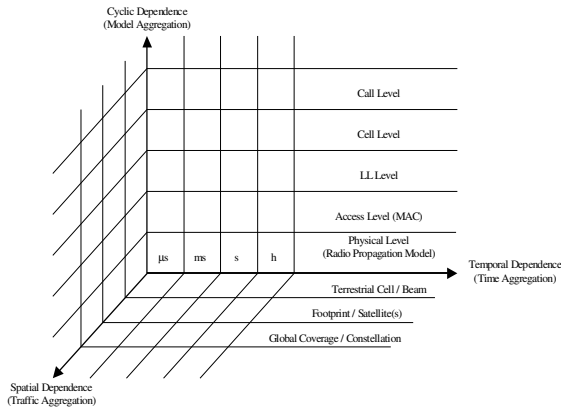 Cyclic Dependence
(Model Aggregation)
Call Level
Cell Level
LL Level
Access Level (MAC)
Physical Level
(Radio Propagation Model)
µs
ms
s
h
Temporal Dependence
(Time Aggregation)
Terrestrial Cell / Beam
Footprint / Satellite(s)
Global Coverage / Constellation
Spatial Dependence
(Traffic Aggregation)